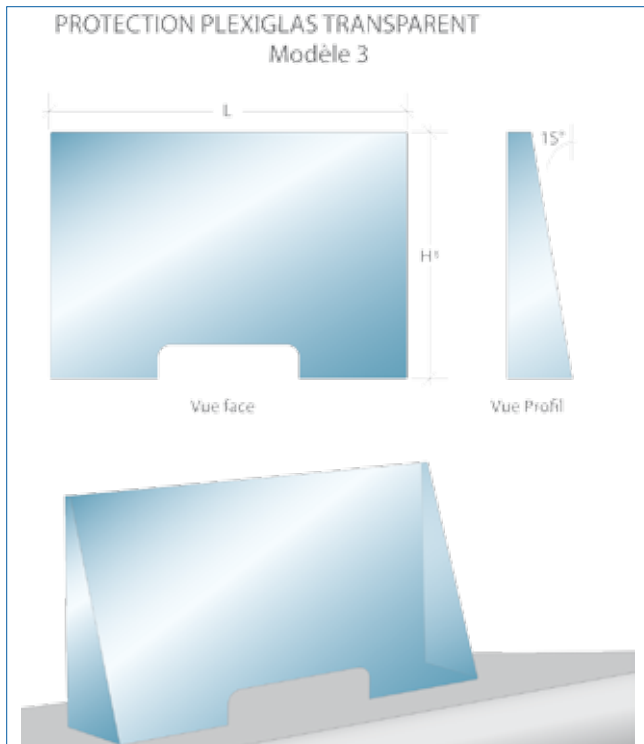 PROTECTION PLEXIGLAS TRANSPARENT
Modèle 3
L
15°
H
Vue face
Vue Profil